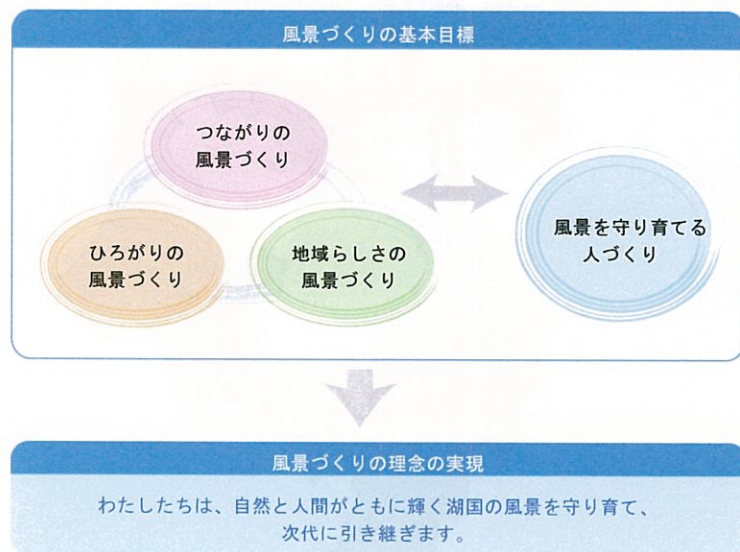 風景づくりの基本目標
つながりの
風景づくり
ひろがりの
風景づくり
地域らしさの
風景づくり
風景を守り育てる
人づくり
風景づくりの理念の実現
わたしたちは、自然と人間がともに輝く湖国の風景を守り育て、
次代に引き継ぎます。